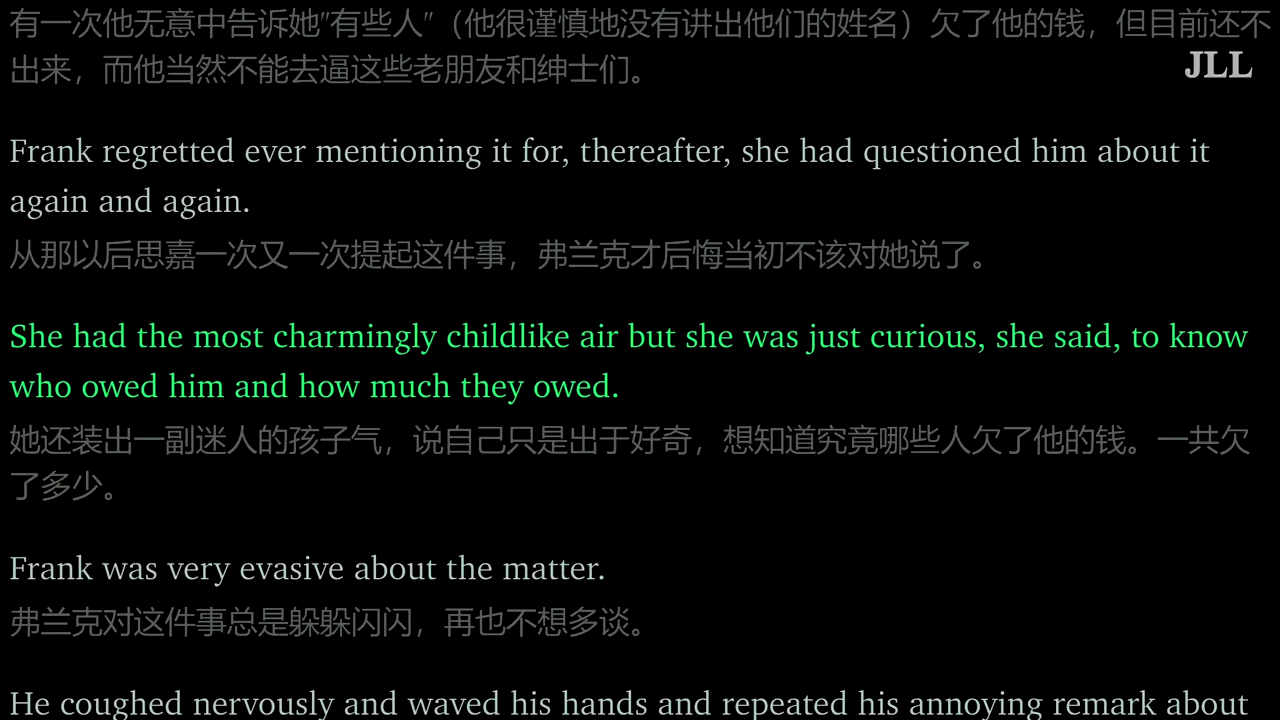 有一次他无意中告诉她"有些人"（他很谨慎地没有讲出他们的姓名）欠了他的钱，但目前还不
出来，而他当然不能去逼这些老朋友和绅士们。
JLL
Frank regretted ever mentioning it for, thereafter, she had questioned him about it
again and again.
从那以后思嘉一次又一次提起这件事，弗兰克才后悔当初不该对她说了。
She had the most charmingly childlike air but she was just curious, she said, to know
who owed him and how much they owed.
她还装出一副迷人的孩子气，说自己只是出于好奇，想知道究竟哪些人欠了他的钱。一共欠
了多少。
Frank was very evasive about the matter.
弗兰克对这件事总是躲躲闪闪，再也不想多谈。
He coughed nervously and waved his hands and repeated his annoying remark about